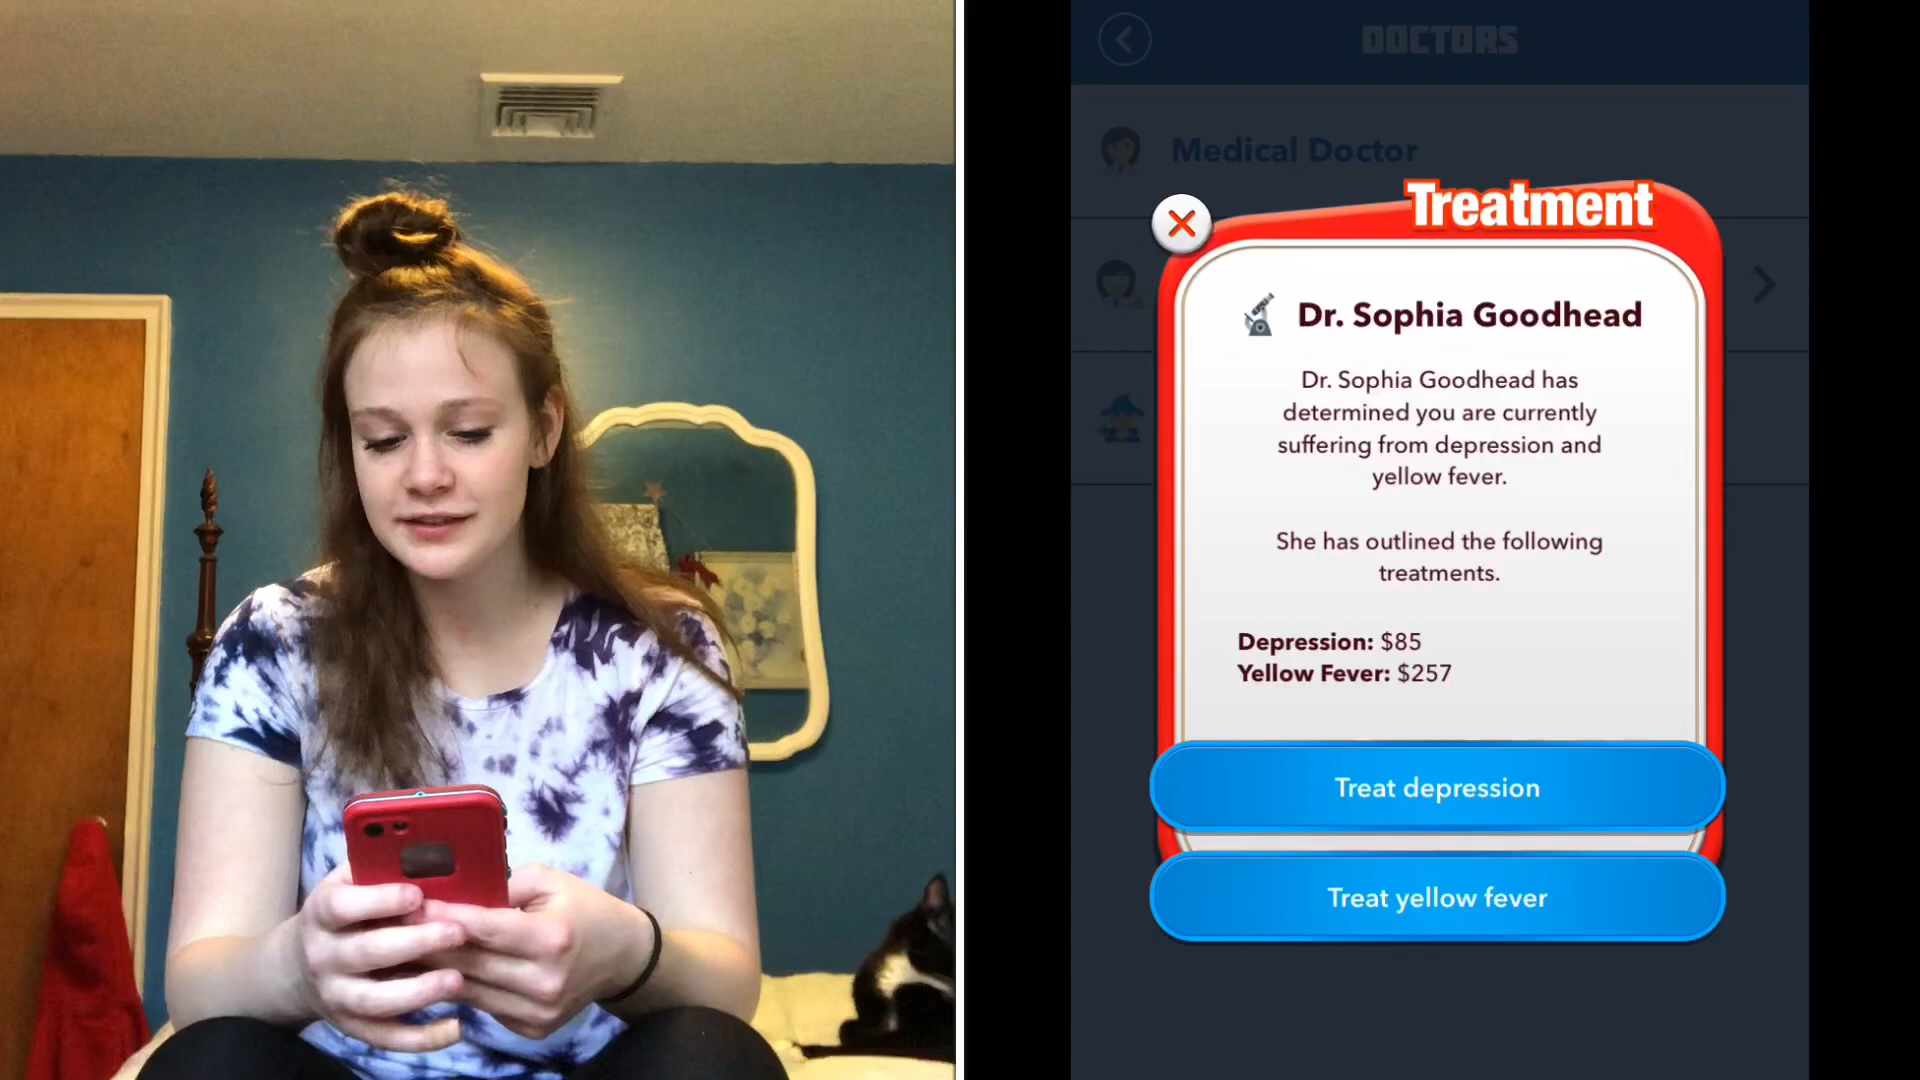 DOCTORS
Medical Doctor
Treatment
Dr. Sophia Goodhead
Dr. Sophia Goodhead has
determined you are currently
suffering from depression and
yellow fever.
She has outlined the following
treatments.
Depression: $85
Yellow Fever: $257
Treat depression
Treat yellow fever